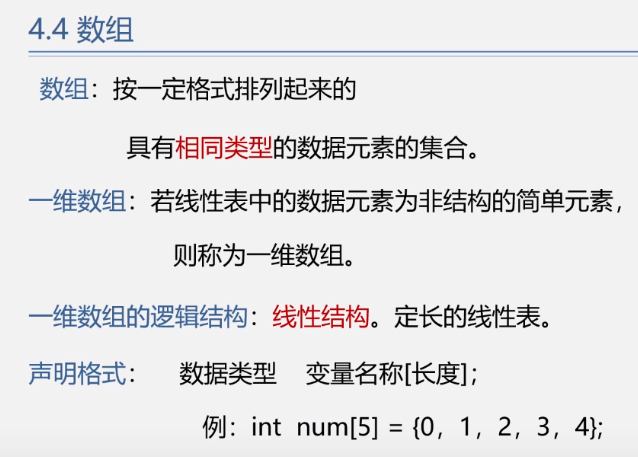 4.4 数组
数组：按一定格式排列起来的
具有相同类型的数据元素的集合。
一维数组：若线性表中的数据元素为非结构的简单元素，
则称为一维数组。
一维数组的逻辑结构：线性结构。定长的线性表。
声明格式： 数据类型 变量名称[长度]；
例：int num[5] = {0，1，2，3，4};